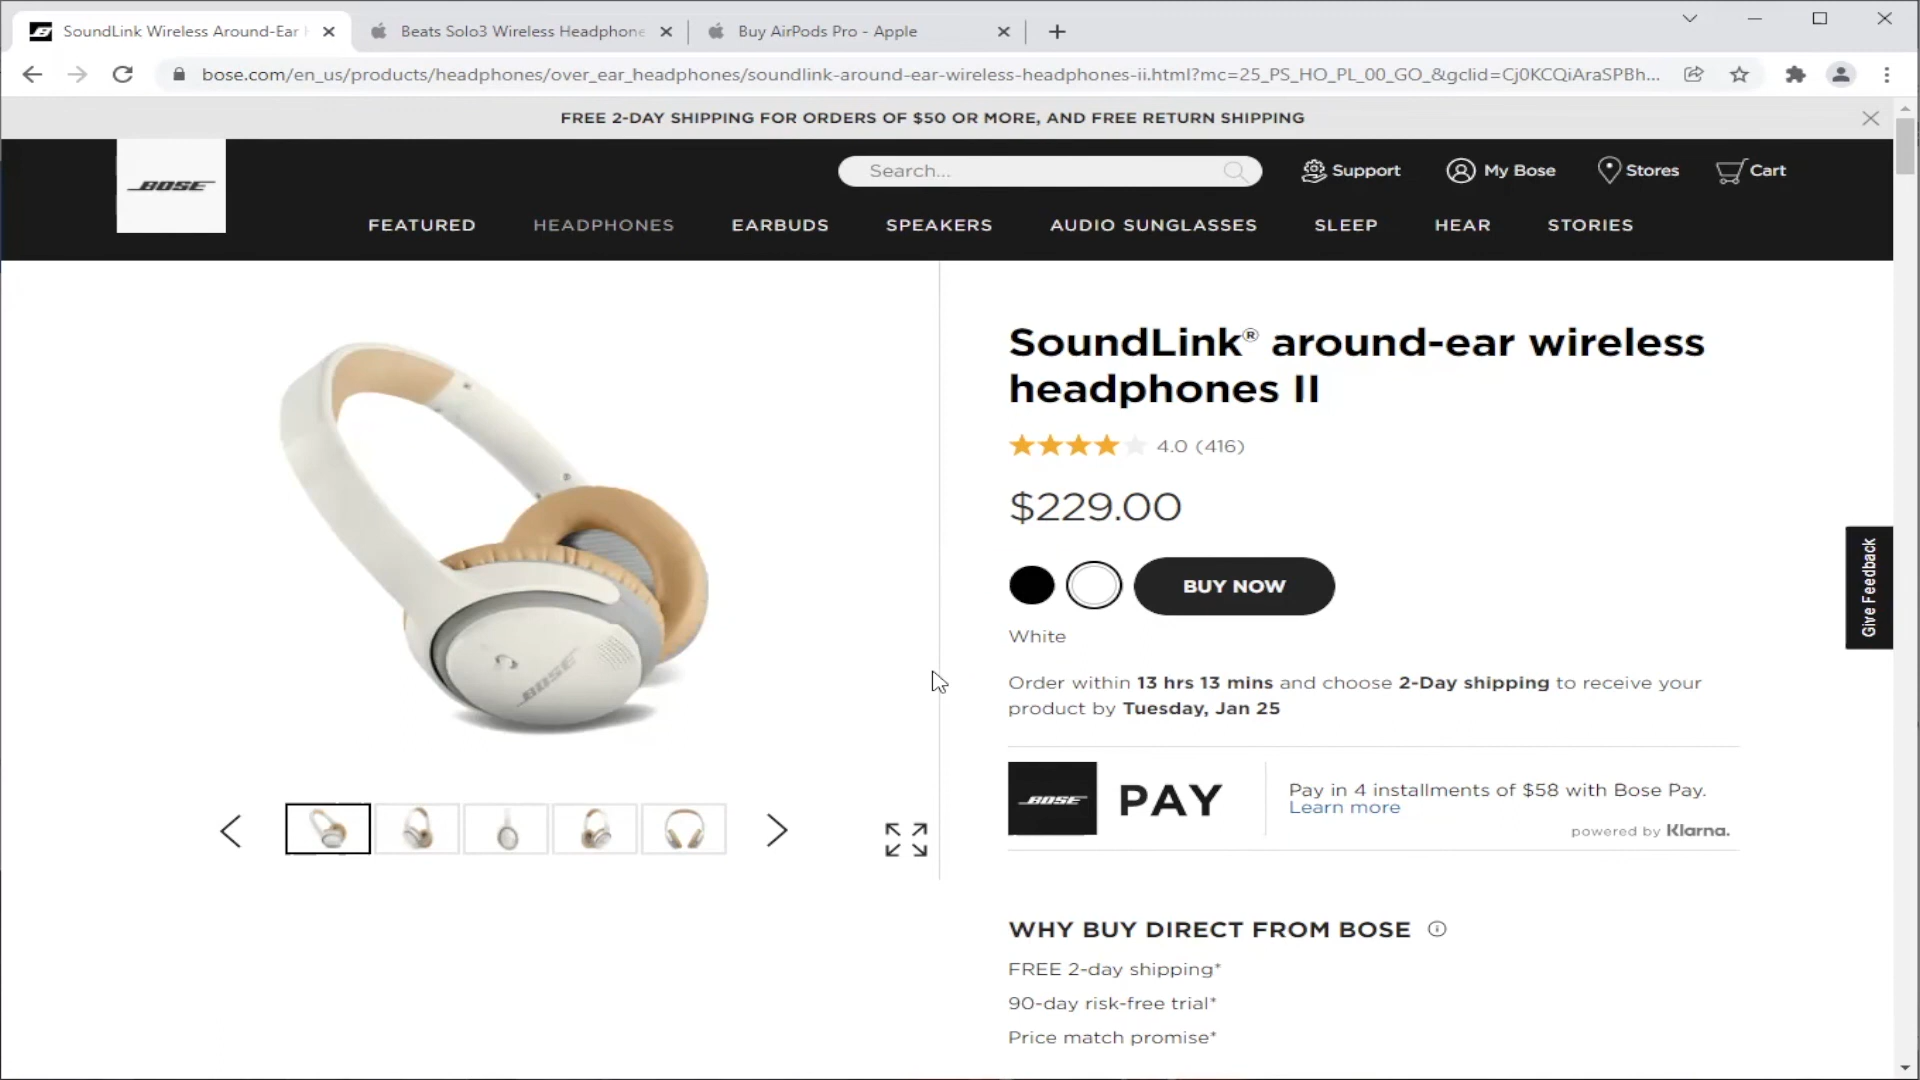 SoundLink Wireless Around-Ear
Beats Solo3 Wireless Headphone
Buy AirPods Pro - Apple
bose.com/en_us/products/headphones/over_ear_headphones/soundlink-around-ear-wireless-headphones-ii.html?mc=25_PS_HO_PL_00_GO_&gclid=Cj0KCQiAraSPBh...
FREE 2-DAY SHIPPING FOR ORDERS OF $50 OR MORE, AND FREE RETURN SHIPPING
BOSE
Search...
Support
My Bose
Stores
Cart
FEATURED
HEADPHONES
EARBUDS
SPEAKERS
AUDIO SUNGLASSES
SLEEP
HEAR
STORIES
SoundLink® around-ear wireless
headphones II
4.0 (416)
$229.00
BUY NOW
White
Order within 13 hrs 13 mins and choose 2-Day shipping to receive your
product by Tuesday, Jan 25
BOSE
PAY
Pay in 4 installments of $58 with Bose Pay.
Learn more
powered by Klarna.
WHY BUY DIRECT FROM BOSE
FREE 2-day shipping*
90-day risk-free trial*
Price match promise*
Give Feedback
BOSE